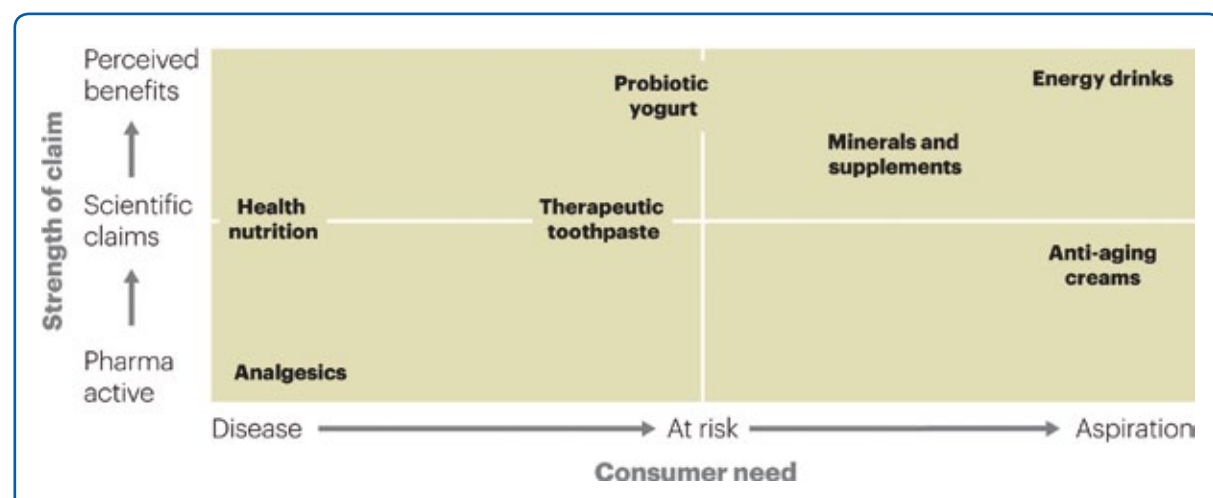 Perceived
benefits
Probiotic
yogurt
Energy drinks
Minerals and
supplements
Strength of claim
Scientific
claims
Health
nutrition
Therapeutic
toothpaste
Anti-aging
creams
Pharma
active
Analgesics
Disease
At risk
Aspiration
Consumer need